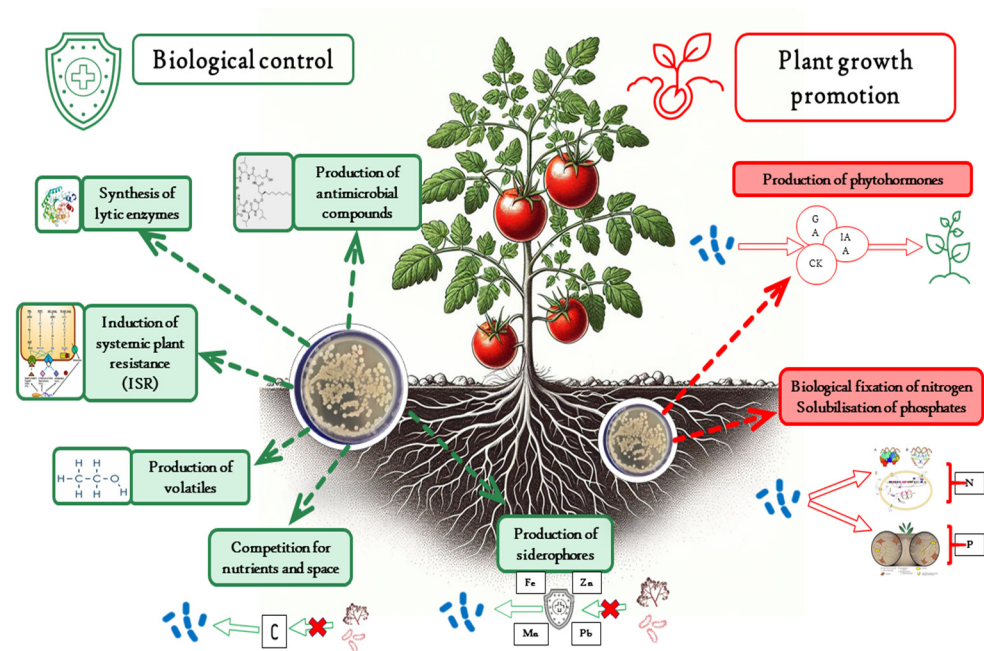 Biological control
Plant growth
promotion
Synthesis of
lytic enzymes
Production of
antimicrobial
compounds
Production of phytohormones
G
A
IA
A
CK
Induction of
systemic plant
resistance
(ISR)
Biological fixation of nitrogen
Solubilisation of phosphates
Production of
volatiles
H H
H C C O
H H H
N
Competition for
nutrients and space
Production of
siderophores
P
Fe
Zn
C
Mn
Pb